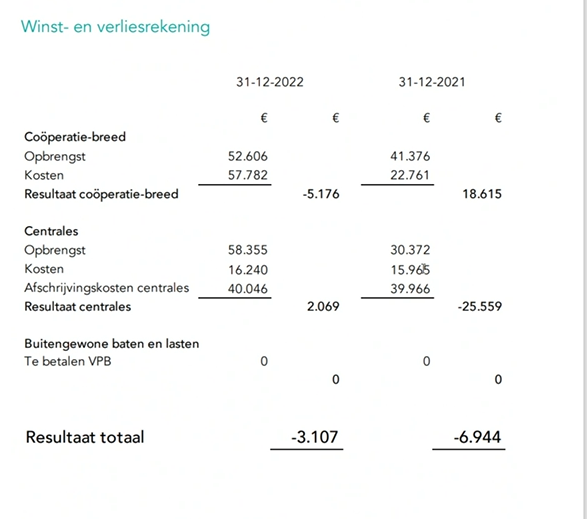 Winst- en verliesrekening
31-12-2022 31-12-2021
€ € € €
Coöperatie-breed
Opbrengst 52.606 41.376
Kosten 57.782 22.761
Resultaat coöperatie-breed -5.176 18.615
Centrales
Opbrengst 58.355 30.372
Kosten 16.240 15.965
Afschrijvingskosten centrales 40.046 39.966
Resultaat centrales 2.069 -25.559
Buitengewone baten en lasten
Te betalen VPB 0 0
0 0
Resultaat totaal -3.107 -6.944